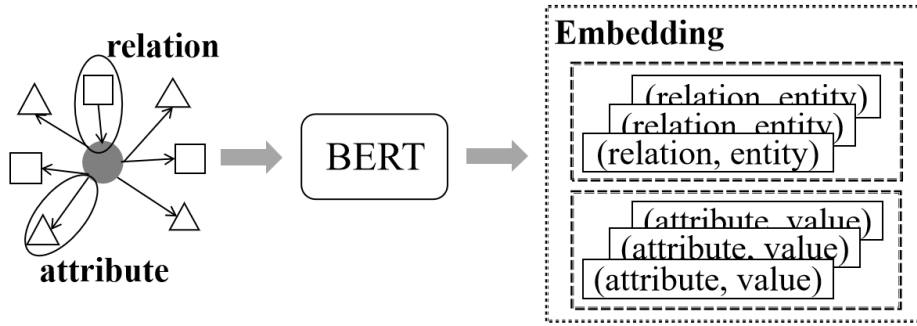 relation
attribute
BERT
Embedding
(relation, entity)
(relation, entity)
(relation, entity)
(attribute, value)
(attribute, value)
(attribute, value)